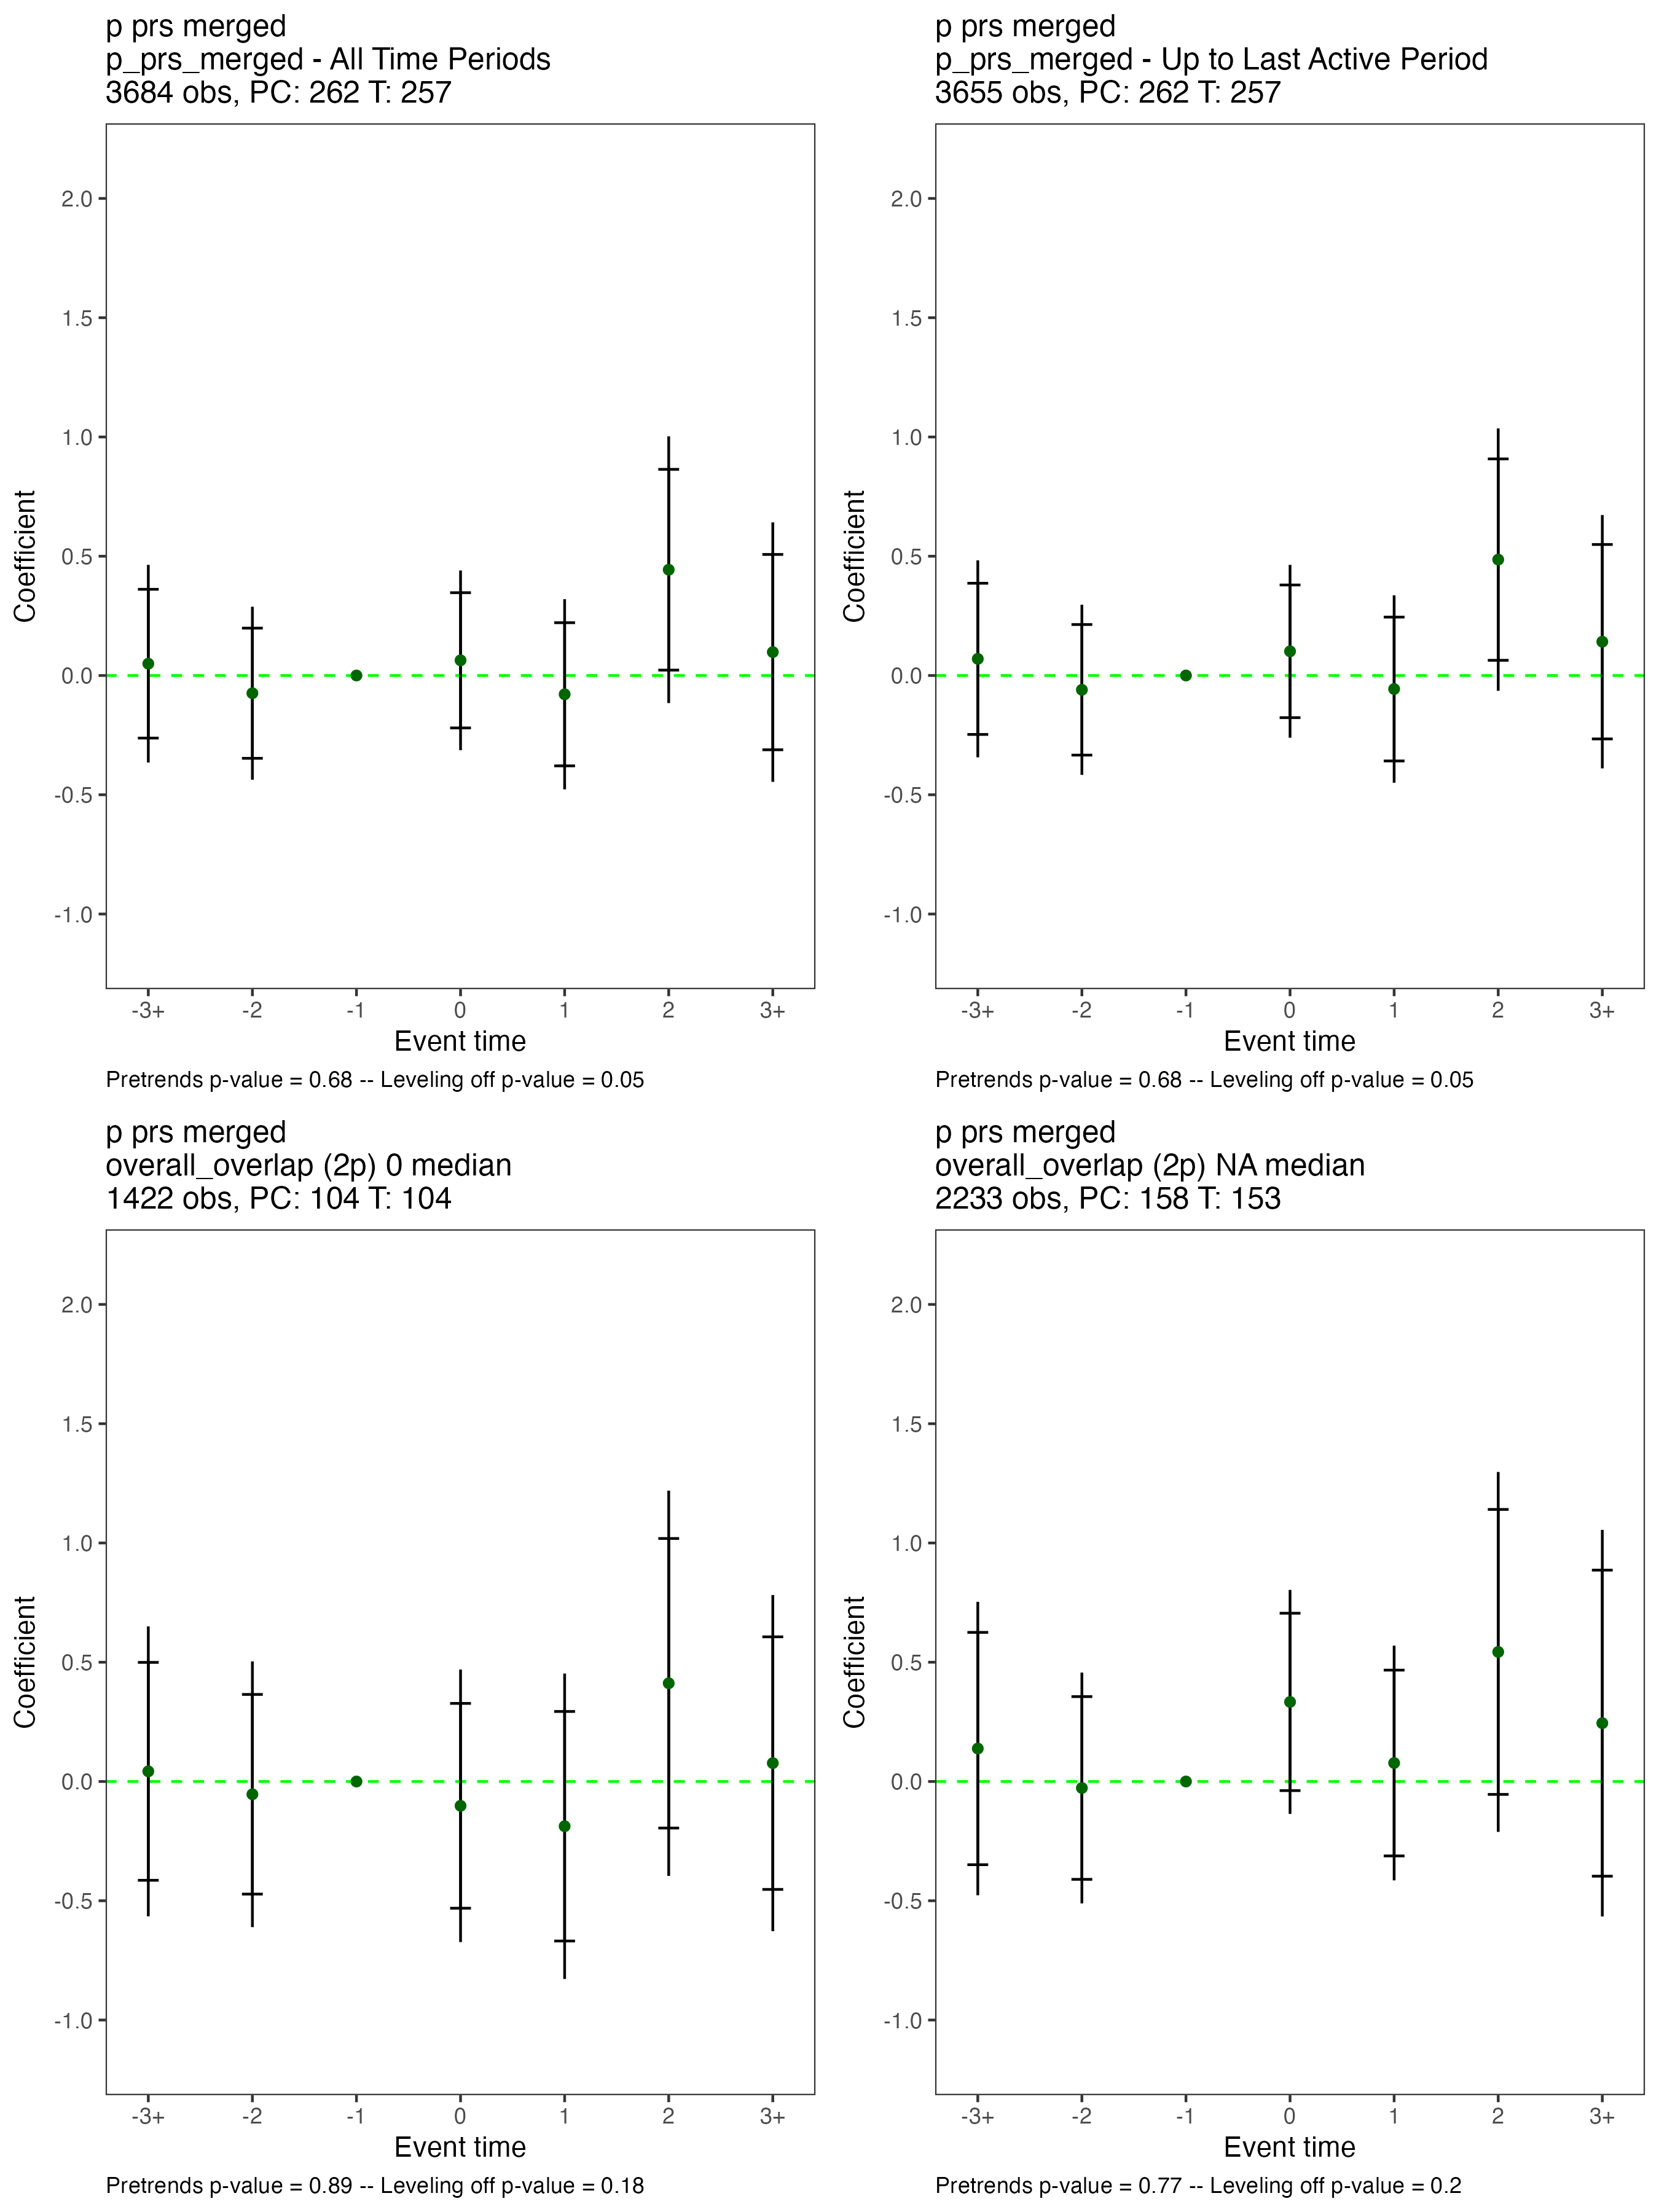 p prs merged
p_prs_merged - All Time Periods
3684 obs, PC: 262 T: 257
Coefficient
2.0
1.5
1.0
0.5
0.0
-0.5
-1.0
-3+ -2 -1 0 1 2 3+
Event time
Pretrends p-value = 0.68 -- Leveling off p-value = 0.05
p prs merged
p_prs_merged - Up to Last Active Period
3655 obs, PC: 262 T: 257
Coefficient
2.0
1.5
1.0
0.5
0.0
-0.5
-1.0
-3+ -2 -1 0 1 2 3+
Event time
Pretrends p-value = 0.68 -- Leveling off p-value = 0.05
p prs merged
overall_overlap (2p) 0 median
1422 obs, PC: 104 T: 104
Coefficient
2.0
1.5
1.0
0.5
0.0
-0.5
-1.0
-3+ -2 -1 0 1 2 3+
Event time
Pretrends p-value = 0.89 -- Leveling off p-value = 0.18
p prs merged
overall_overlap (2p) NA median
2233 obs, PC: 158 T: 153
Coefficient
2.0
1.5
1.0
0.5
0.0
-0.5
-1.0
-3+ -2 -1 0 1 2 3+
Event time
Pretrends p-value = 0.77 -- Leveling off p-value = 0.2